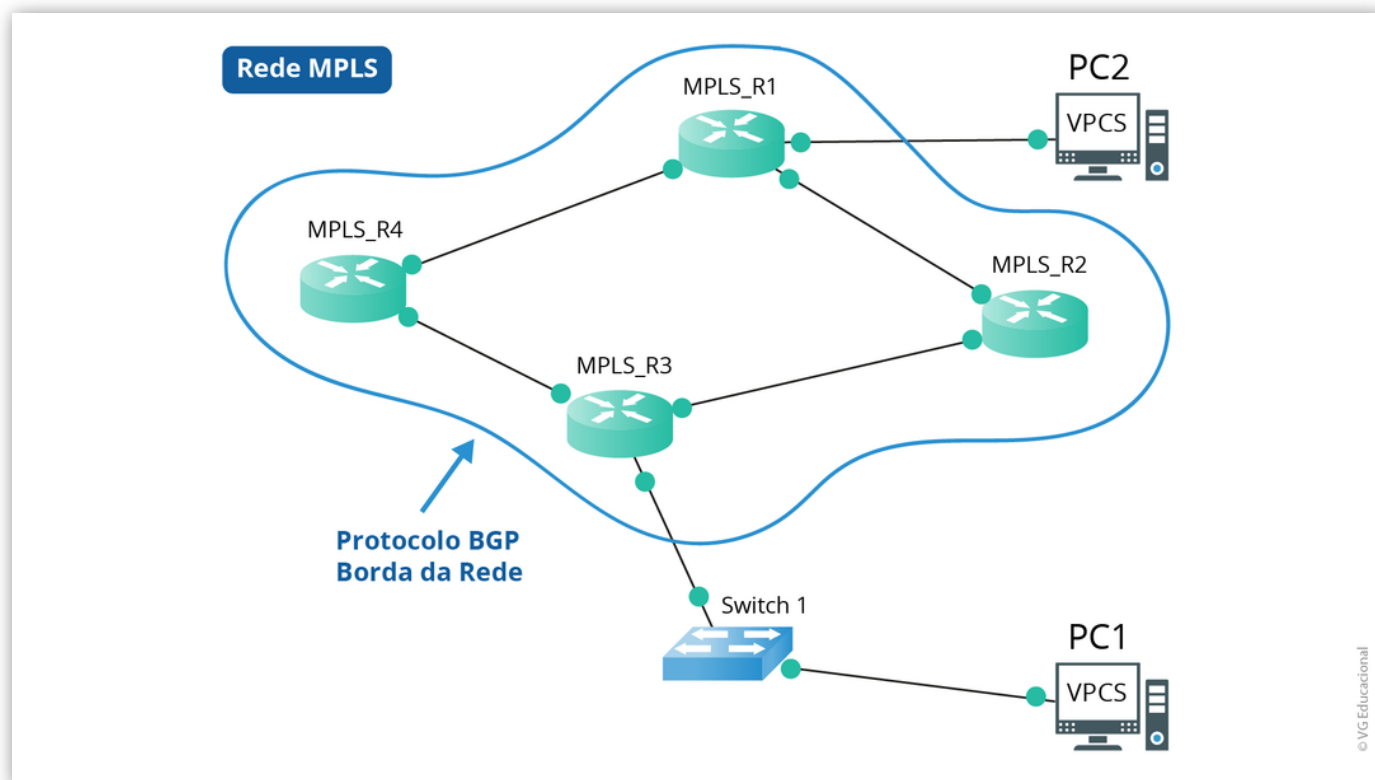 Rede MPLS
MPLS_R1
PC2
VPCS
MPLS_R4
MPLS_R2
MPLS_R3
Protocolo BGP
Borda da Rede
Switch 1
PC1
VPCS
© VG Educacional